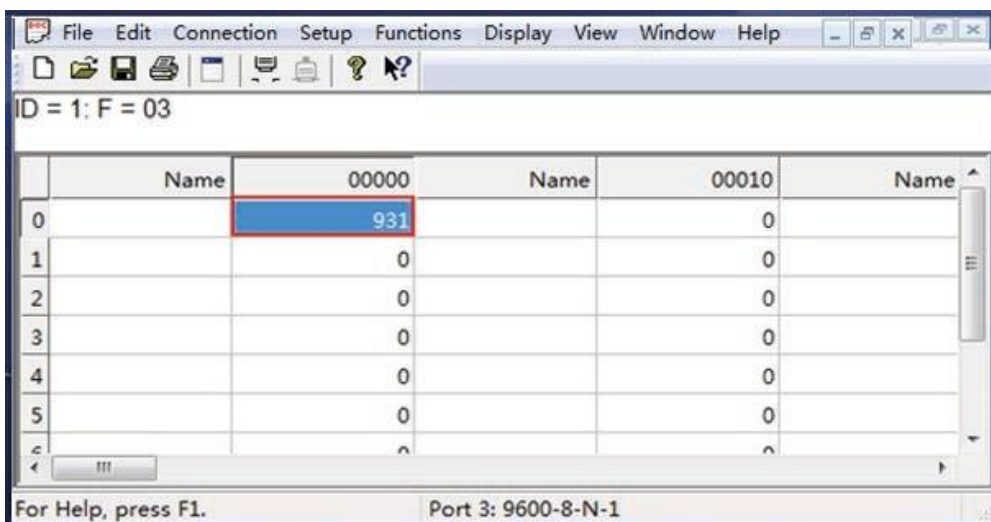 File Edit Connection Setup Functions Display View Window Help
ID = 1: F = 03
Name 00000 Name 00010 Name
0 931 0
1 0 0
2 0 0
3 0 0
4 0 0
5 0 0
For Help, press F1. Port 3: 9600-8-N-1